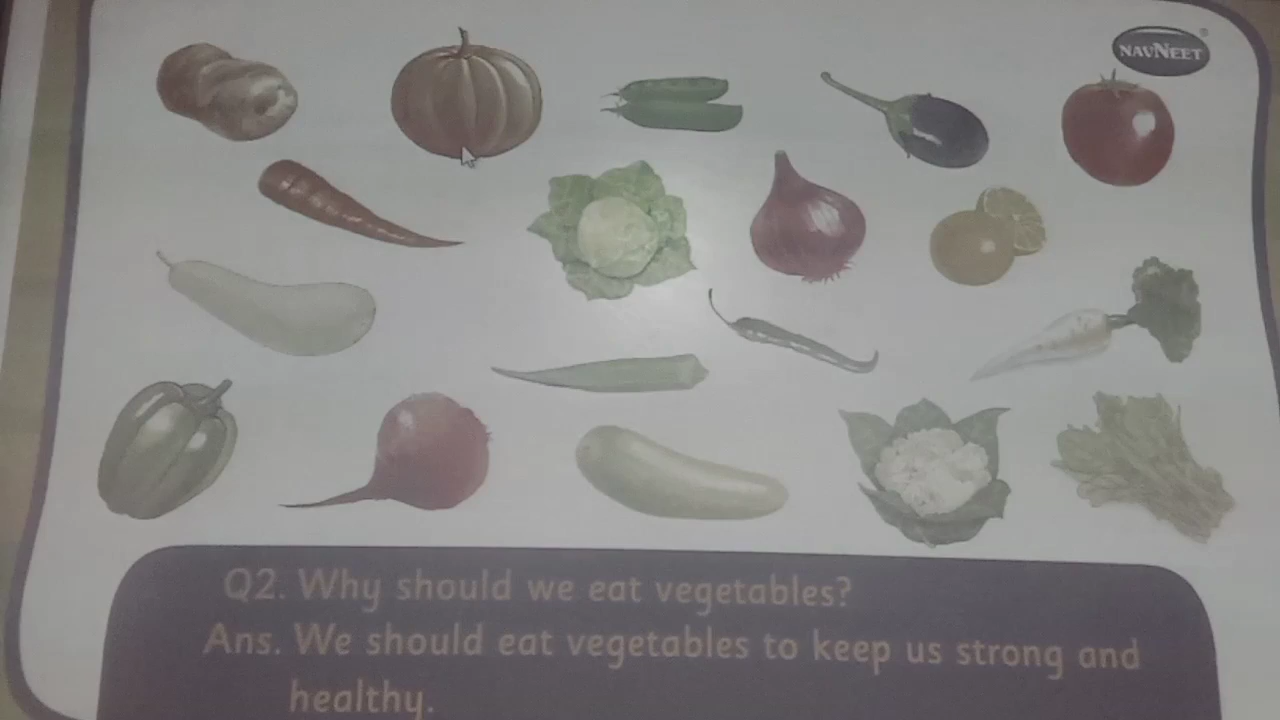 NAVNEET
Q2. Why should we eat vegetables?
Ans. We should eat vegetables to keep us strong and
healthy.